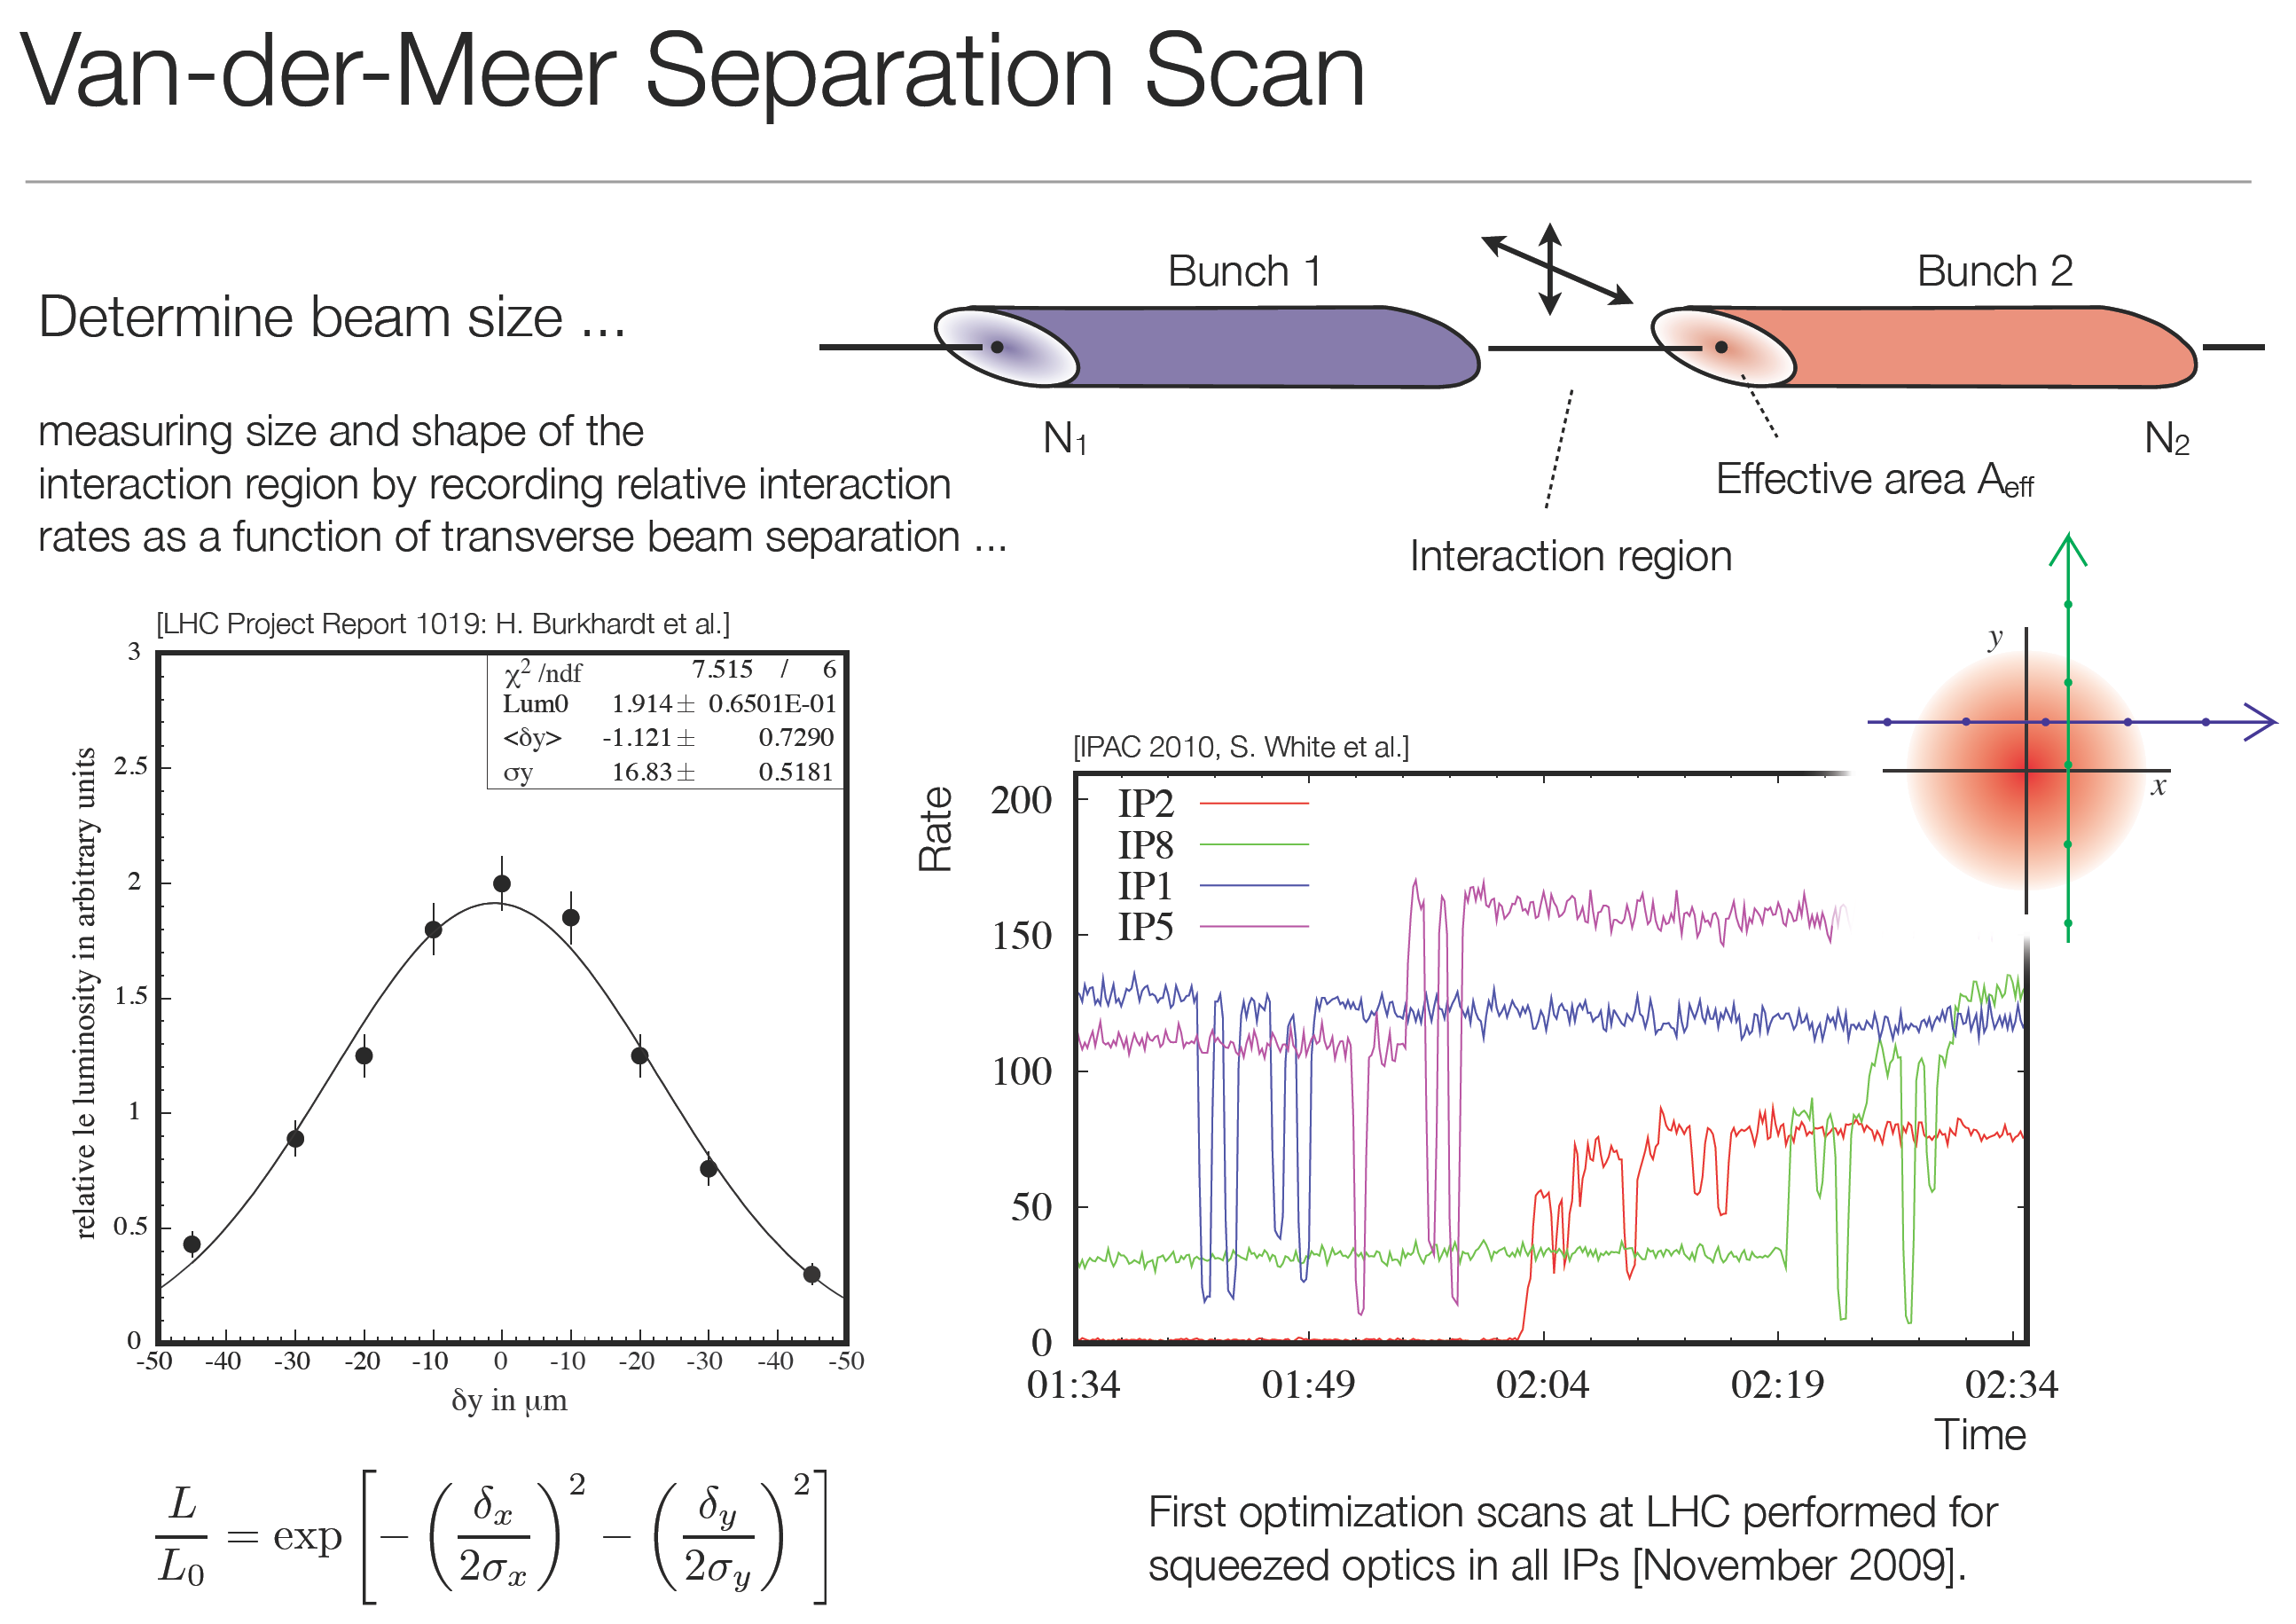 Van-der-Meer Separation Scan
Determine beam size ...
measuring size and shape of the
interaction region by recording relative interaction
rates as a function of transverse beam separation ...
Bunch 1
Bunch 2
N₁
N₂
Effective area A_eff
Interaction region
[LHC Project Report 1019: H. Burkhardt et al.]
χ² /ndf 7.515 / 6
Lum0 1.914 ± 0.6501E-01
<δy> -1.121 ± 0.7290
σy 16.83 ± 0.5181
relative le luminosity in arbitrary units
3
2.5
2
1.5
1
0.5
0
-50 -40 -30 -20 -10 0 -10 -20 -30 -40 -50
δy in μm
L/L₀ = exp [ − (δₓ/2σₓ)² − (δ_y/2σ_y)² ]
[IPAC 2010, S. White et al.]
Rate
200
150
100
50
0
IP2
IP8
IP1
IP5
01:34 01:49 02:04 02:19 02:34
Time
y
x
First optimization scans at LHC performed for
squeezed optics in all IPs [November 2009].